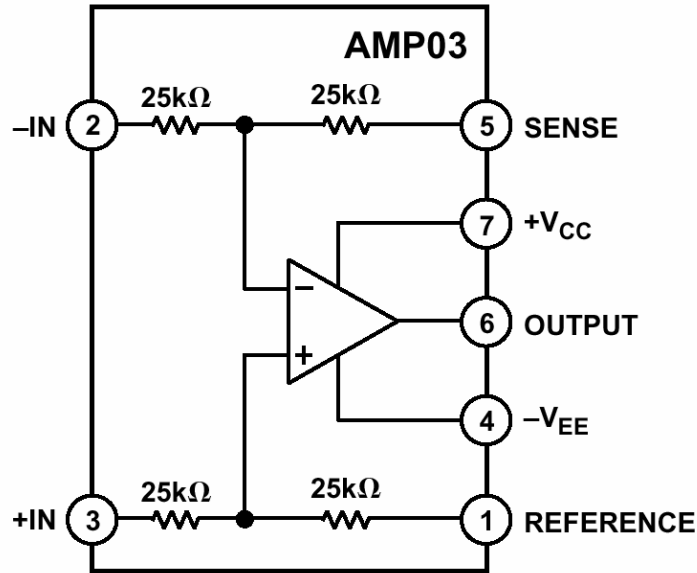 AMP03
25kΩ 25kΩ
–IN 2 5 SENSE
7 +VCC
–
6 OUTPUT
+
4 –VEE
25kΩ 25kΩ
+IN 3 1 REFERENCE